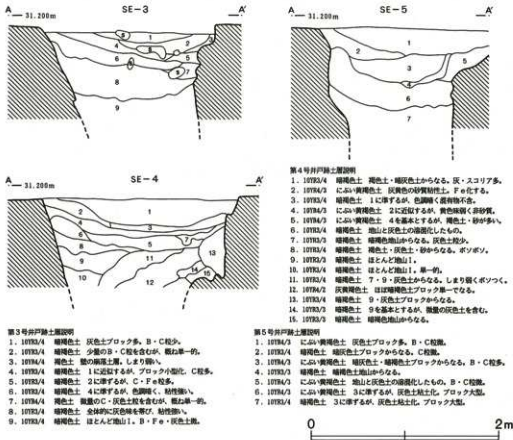 A
SE-3
A'
31.200m
A
SE-5
A'
31.200m
A
SE-4
A'
31.200m
第4号井戸跡土層説明
1. 10YR3/4 暗褐色土 褐色土・暗灰色土からなる。灰・スコリア多。
2. 10YR4/3 にぶい黄褐色土 灰黄色の砂質粘性土。Fe化する。
3. 10YR3/4 暗褐色土 1に準ずるが、色調暗く混有物不含。
4. 10YR4/3 にぶい黄褐色土 2に近似するが、黄色味弱く非砂質。
5. 10YR4/3 にぶい黄褐色土 4を基本とするが、褐色土・砂が多い。
6. 10YR3/4 暗褐色土 地山と灰色土の溶混化したもの。
7. 10YR3/3 暗褐色土 暗褐色地山からなる。灰色土粒少。
8. 10YR3/4 暗褐色土 褐色土・灰色土・砂からなる。ボソボソ。
9. 10YR3/3 暗褐色土 ほとんど地山1。
10. 10YR3/4 暗褐色土 ほとんど地山1。単一的。
11. 10YR3/4 暗褐色土 7・9・灰色土からなる。しまり弱くボソつく。
12. 10YR4/2 灰黄褐色土 ほぼ暗褐色土ブロック単一でなる。
13. 10YR3/4 暗褐色土 9・灰色土ブロックからなる。
14. 10YR3/3 暗褐色土 9を基本とするが、微量の灰色土を含む。
15. 10YR3/3 暗褐色土 暗褐色地山からなる。
第3号井戸跡土層説明
1. 10YR3/4 暗褐色土 灰色土ブロック多。B・C粒少。
2. 10YR3/4 暗褐色土 少量のB・C粒を含むが、概ね単一的。
3. 10YR4/4 褐色土 壁の崩落土層。しまり弱い。
4. 10YR3/4 暗褐色土 1に近似するが、ブロック小型化、C粒多。
5. 10YR3/4 暗褐色土 2に準ずるが、C・Fe粒多。
6. 10YR3/4 暗褐色土 4に準ずるが、色調暗く、粘性強い。
7. 10YR4/4 褐色土 微量のC・灰色土粒を含むが、概ね単一的。
8. 10YR3/3 暗褐色土 全体的に灰色味を帯び、粘性強い。
9. 10YR3/4 暗褐色土 ほとんど地山1。B・Fe・灰色土微。
第5号井戸跡土層説明
1. 10YR4/3 にぶい黄褐色土 灰色土ブロック多。B・C粒微。
2. 10YR3/4 暗褐色土 暗灰色土ブロックからなる。C粒微。
3. 10YR4/3 にぶい黄褐色土 暗灰色土・暗褐色土ブロックからなる。B・C粒多。
4. 10YR3/3 暗褐色土 暗褐色地山からなる。
5. 10YR4/3 にぶい黄褐色土 地山と灰色土の溶混化したもの。B・C粒微。
6. 10YR4/3 にぶい黄褐色土 3に準ずるが、灰色土粘土化。ブロック大型。
7. 10YR3/4 暗褐色土 3に準ずるが、灰色土粘土化。ブロック大型。
0 2m